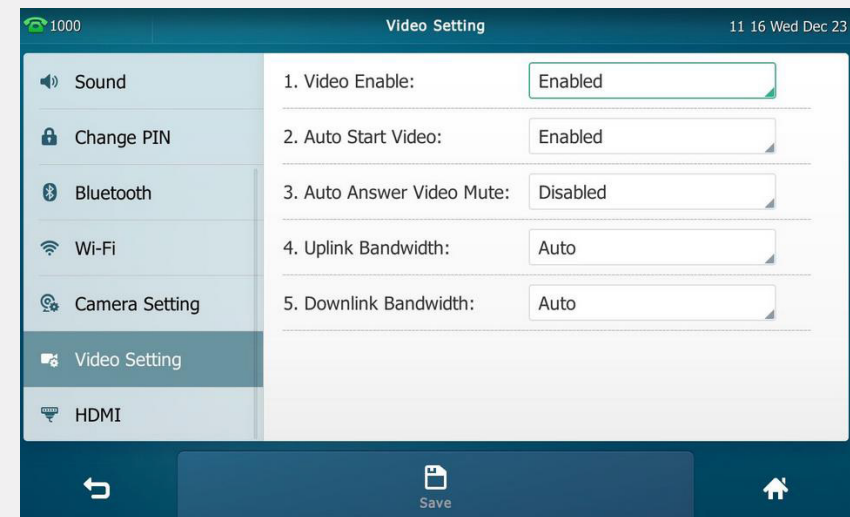 1000 Video Setting 11 16 Wed Dec 23
Sound
Change PIN
Bluetooth
Wi-Fi
Camera Setting
Video Setting
HDMI
1. Video Enable: Enabled
2. Auto Start Video: Enabled
3. Auto Answer Video Mute: Disabled
4. Uplink Bandwidth: Auto
5. Downlink Bandwidth: Auto
Save